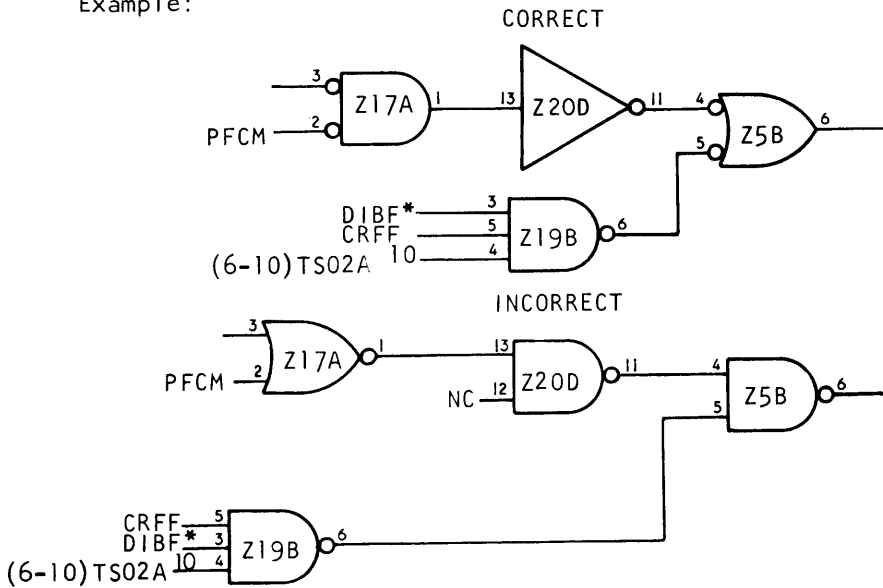 Example:
CORRECT
3
Z17A
1
13
Z20D
11
4
6
PFCM
2
5
Z5B
DIBF*
3
CRFF
5
Z19B
6
(6-10)TS02A
10
4
INCORRECT
3
Z17A
1
13
Z20D
11
4
Z5B
6
PFCM
2
NC
12
5
CRFF
5
DIBF*
3
Z19B
6
(6-10)TS02A
10
4